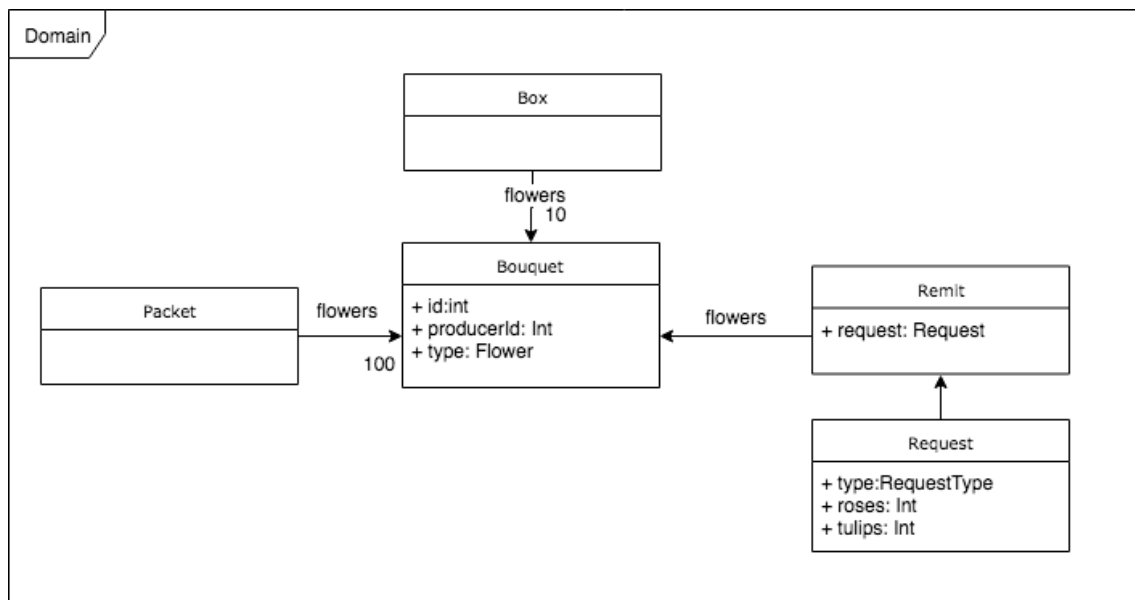 Domain
Box
flowers
10
Bouquet
+ id:int
+ producerId: Int
+ type: Flower
Packet
flowers
100
flowers
Remit
+ request: Request
Request
+ type:RequestType
+ roses: Int
+ tulips: Int